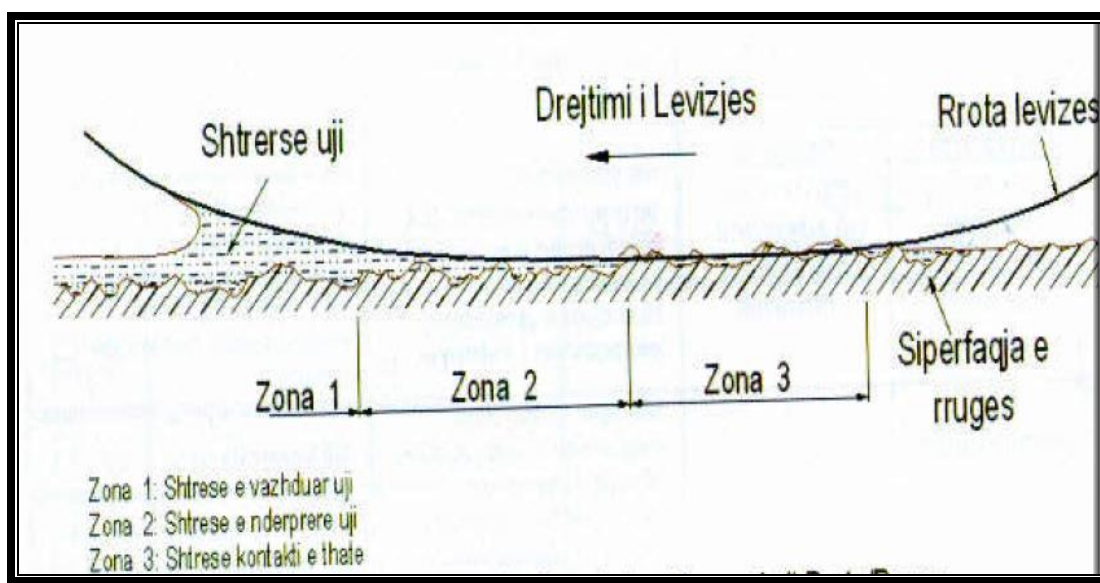 Drejtimi i Levizjes
Rrota levizes
Shtrerse uji
Siperfaqja e
rruges
Zona 1
Zona 2
Zona 3
Zona 1: Shtrese e vazhduar uji
Zona 2: Shtrese e nderprere uji
Zona 3: Shtrese kontakti e thate